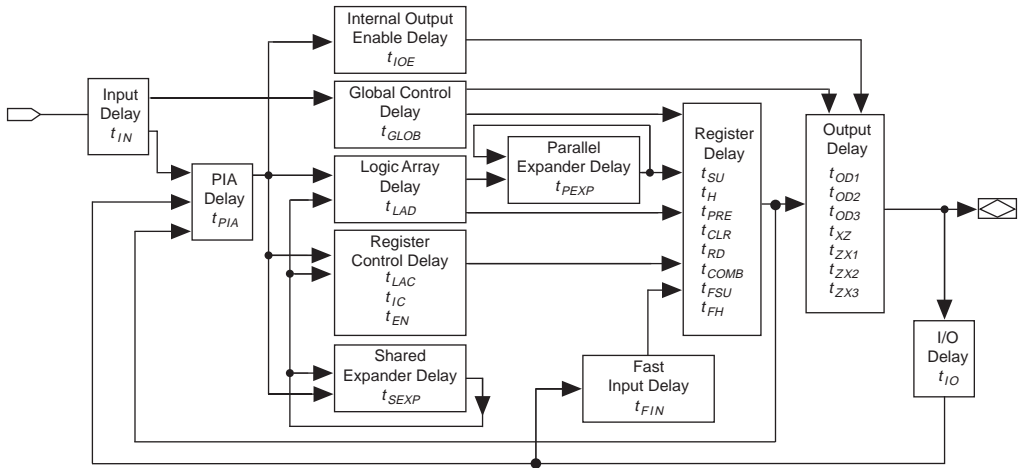 Internal Output
Enable Delay
tIOE
Input
Delay
tIN
Global Control
Delay
tGLOB
PIA
Delay
tPIA
Logic Array
Delay
tLAD
Parallel
Expander Delay
tPEXP
Register
Control Delay
tLAC
tIC
tEN
Shared
Expander Delay
tSEXP
Register
Delay
tSU
tH
tPRE
tCLR
tRD
tCOMB
tFSU
tFH
Fast
Input Delay
tFIN
Output
Delay
tOD1
tOD2
tOD3
tXZ
tZX1
tZX2
tZX3
I/O
Delay
tIO